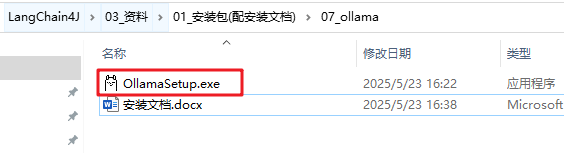 LangChain4J > 03_资料 > 01_安装包(配安装文档) > 07_ollama
名称 修改日期 类型
OllamaSetup.exe 2025/5/23 16:22 应用程序
安装文档.docx 2025/5/23 16:38 Microsoft